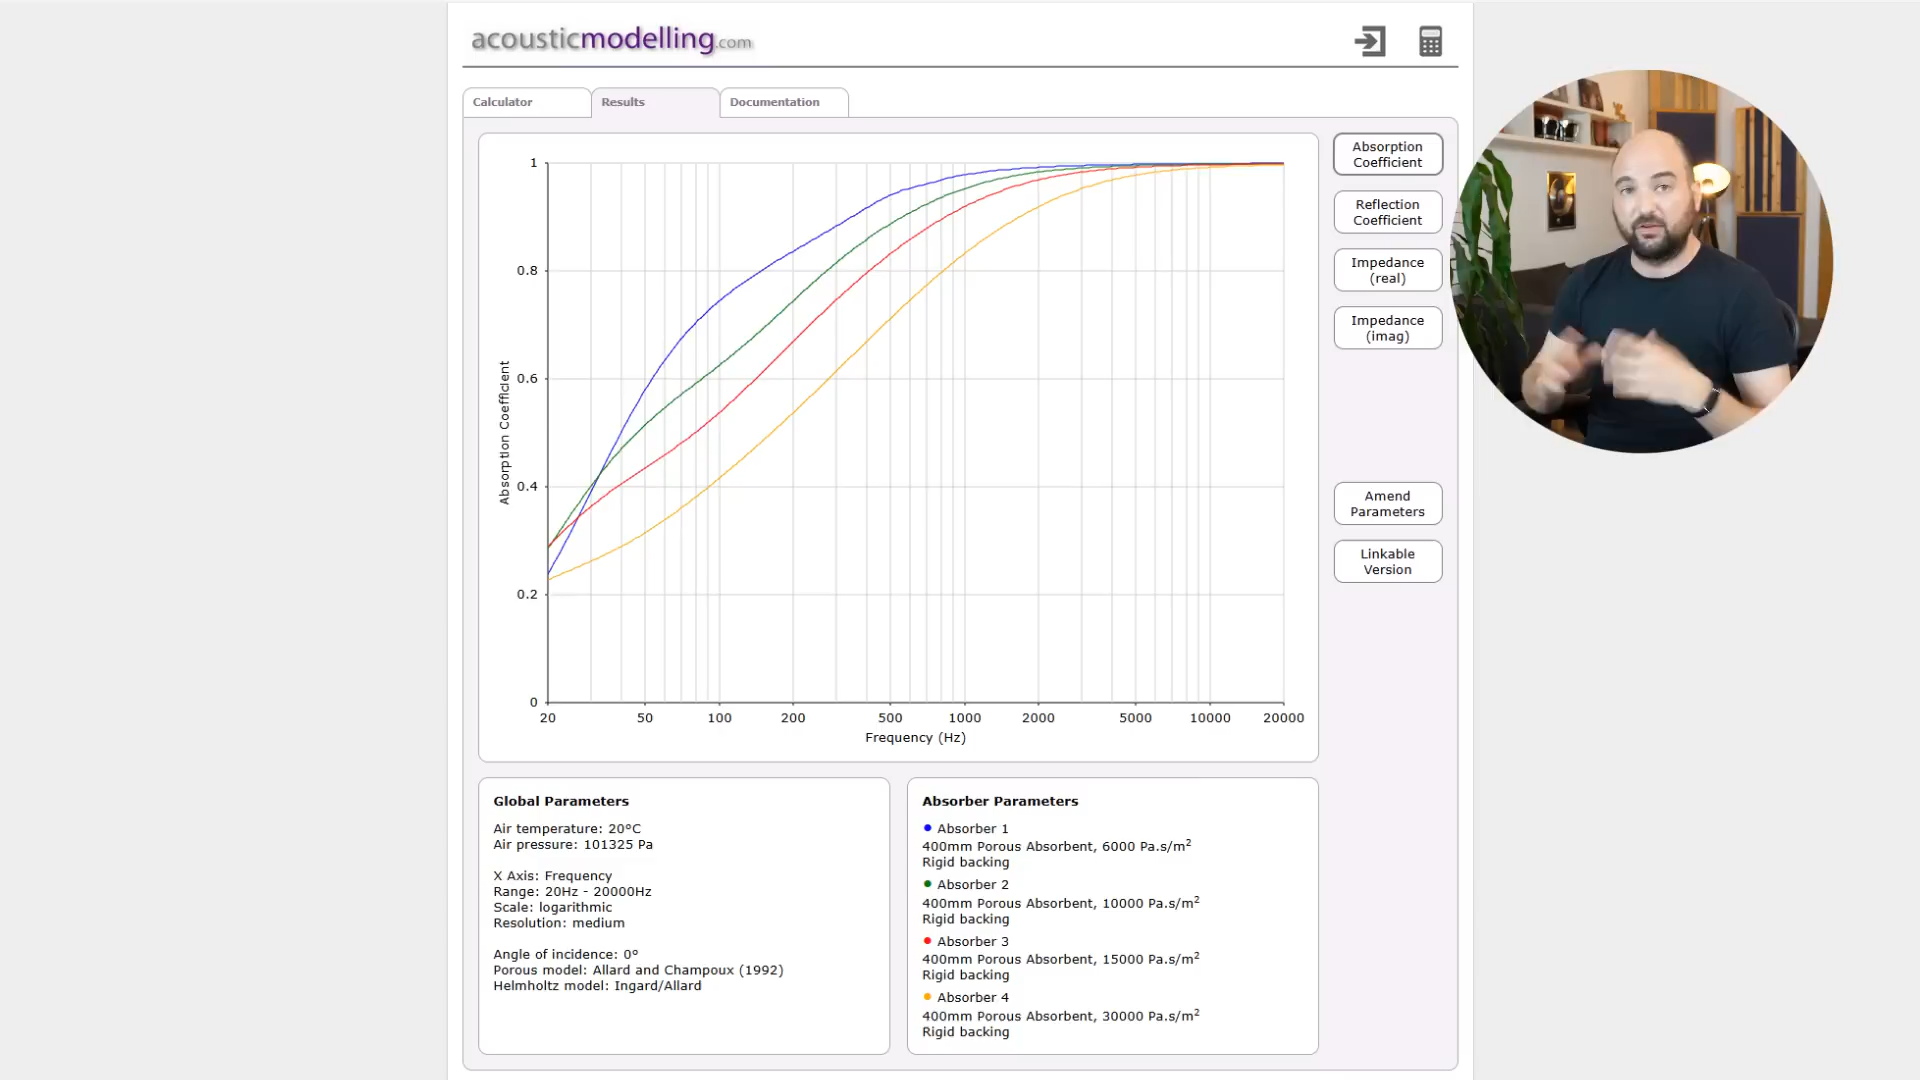 acousticmodelling.com
Calculator
Results
Documentation
Absorption
Coefficient
Reflection
Coefficient
Impedance
(real)
Impedance
(imag)
Amend
Parameters
Linkable
Version
Absorption Coefficient
1
0.8
0.6
0.4
0.2
0
20
50
100
200
500
1000
2000
5000
10000
20000
Frequency (Hz)
Global Parameters
Air temperature: 20°C
Air pressure: 101325 Pa
X Axis: Frequency
Range: 20Hz - 20000Hz
Scale: logarithmic
Resolution: medium
Angle of incidence: 0°
Porous model: Allard and Champoux (1992)
Helmholtz model: Ingard/Allard
Absorber Parameters
Absorber 1
400mm Porous Absorbent, 6000 Pa.s/m²
Rigid backing
Absorber 2
400mm Porous Absorbent, 10000 Pa.s/m²
Rigid backing
Absorber 3
400mm Porous Absorbent, 15000 Pa.s/m²
Rigid backing
Absorber 4
400mm Porous Absorbent, 30000 Pa.s/m²
Rigid backing